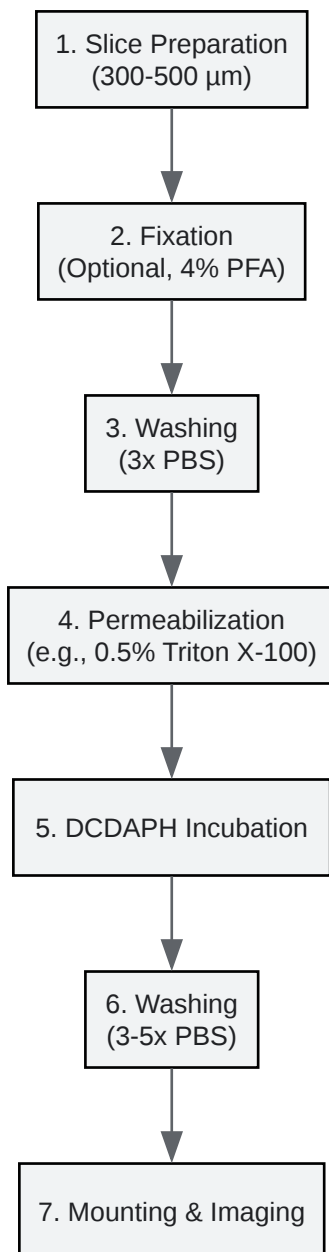 1. Slice Preparation
(300-500 µm)
2. Fixation
(Optional, 4% PFA)
3. Washing
(3x PBS)
4. Permeabilization
(e.g., 0.5% Triton X-100)
5. DCDAPH Incubation
6. Washing
(3-5x PBS)
7. Mounting & Imaging